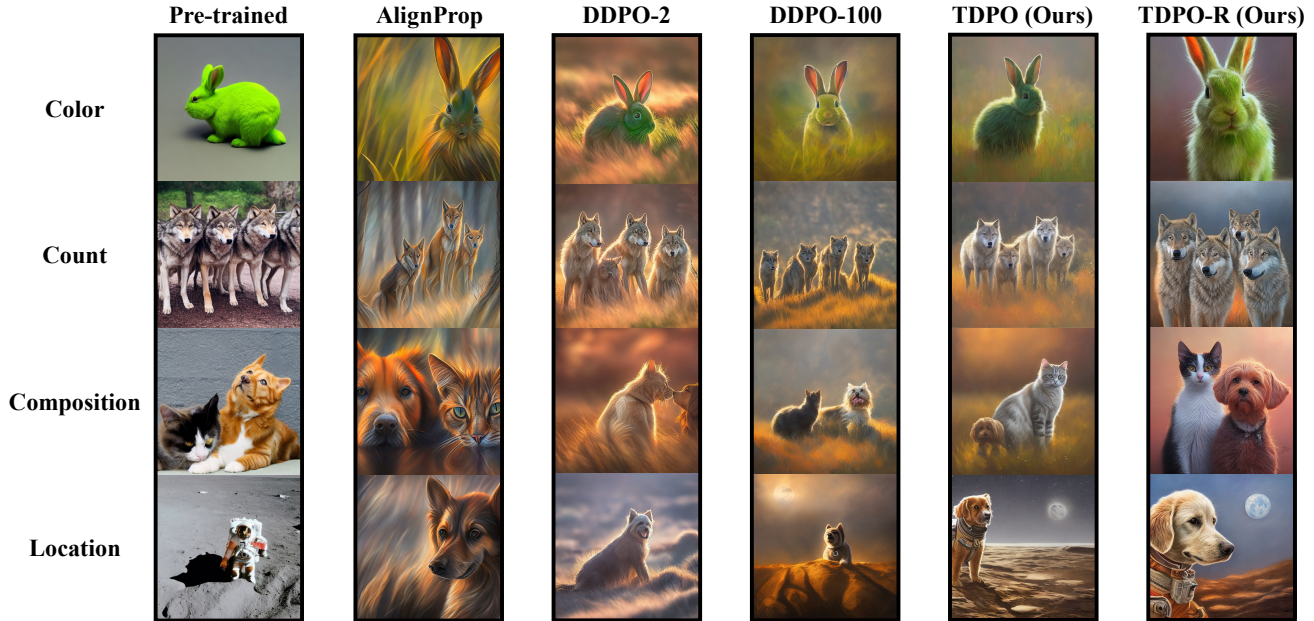 Pre-trained AlignProp DDPO-2 DDPO-100 TDPO (Ours) TDPO-R (Ours)
Color
Count
Composition
Location